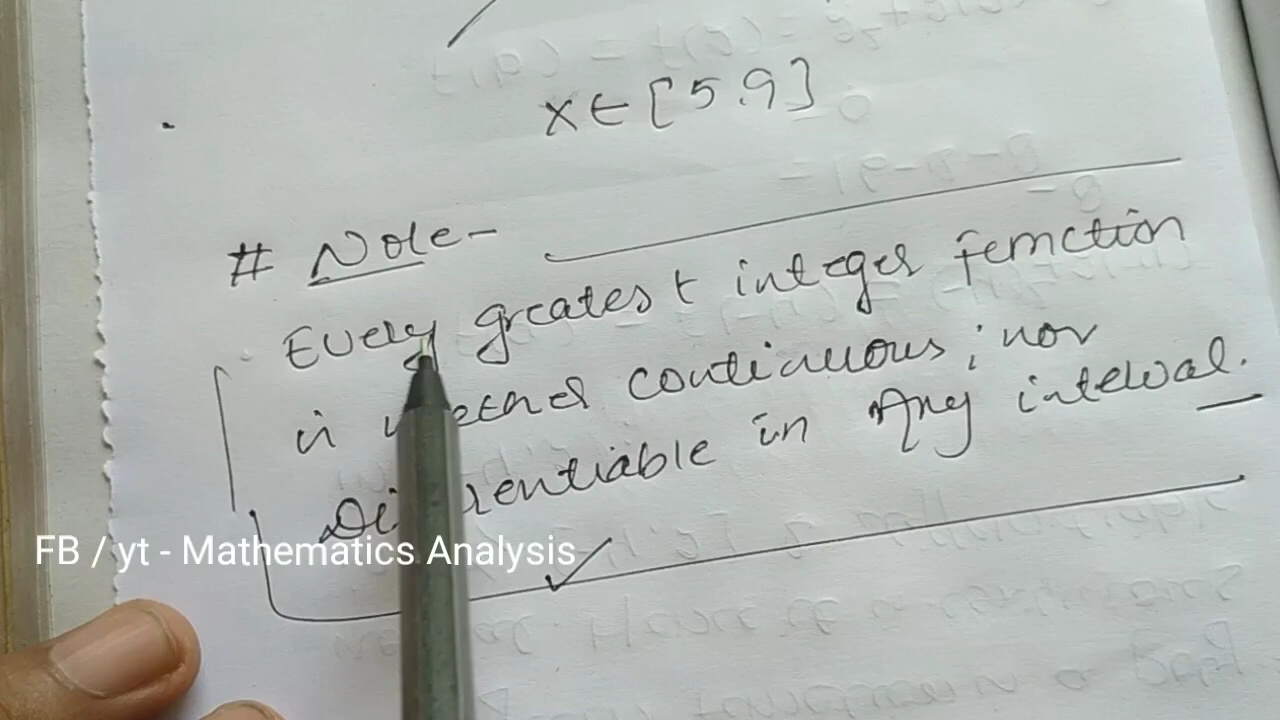 x ∈ [5,9]
# Note-
Every greatest integer function
is neither continuous; nor
Differentiable in Any interval.
FB / yt - Mathematics Analysis